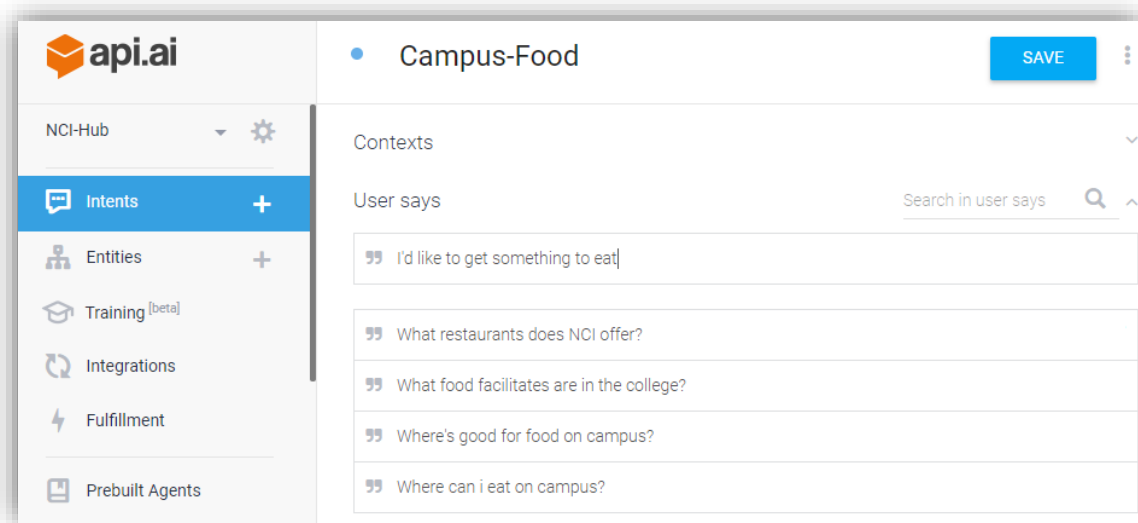 api.ai
NCI-Hub
Intents
Entities
Training [beta]
Integrations
Fulfillment
Prebuilt Agents
Campus-Food
SAVE
Contexts
User says
Search in user says
I'd like to get something to eat
What restaurants does NCI offer?
What food facilitates are in the college?
Where's good for food on campus?
Where can i eat on campus?